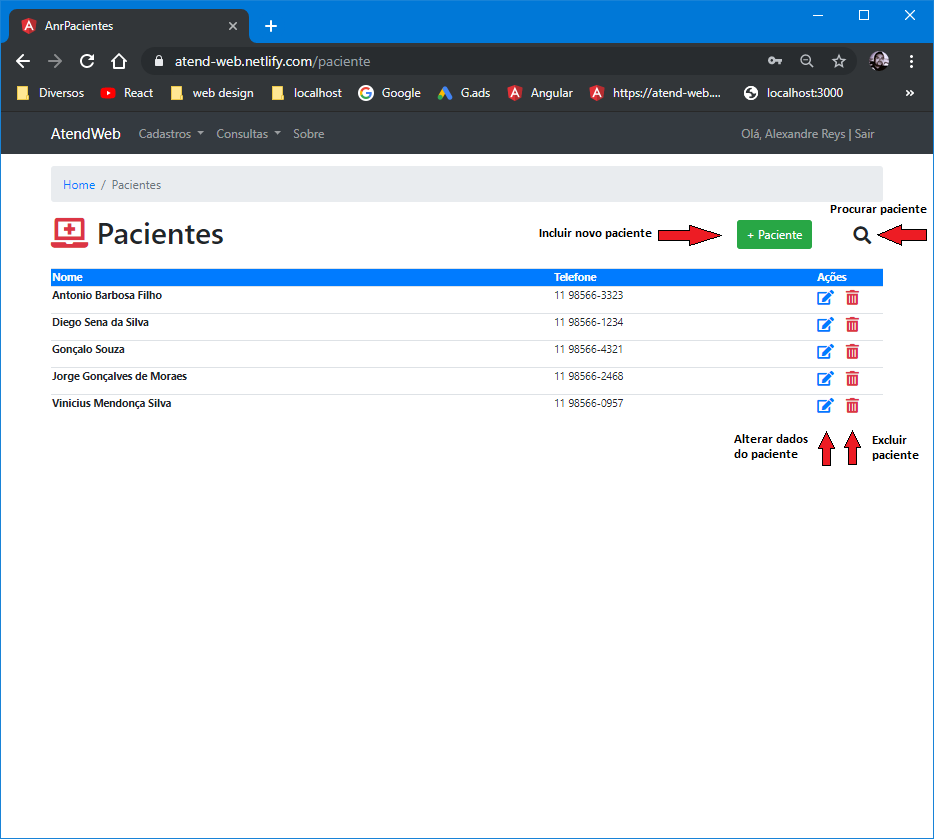 AnrPacientes
atend-web.netlify.com/paciente
Diversos React web design localhost Google G.ads Angular https://atend-web.... localhost:3000 »
AtendWeb Cadastros Consultas Sobre Olá, Alexandre Reys | Sair
Home / Pacientes
Procurar paciente
Pacientes Incluir novo paciente + Paciente
Nome Telefone Ações
Antonio Barbosa Filho 11 98566-3323
Diego Sena da Silva 11 98566-1234
Gonçalo Souza 11 98566-4321
Jorge Gonçalves de Moraes 11 98566-2468
Vinicius Mendonça Silva 11 98566-0957
Alterar dados
do paciente
Excluir
paciente